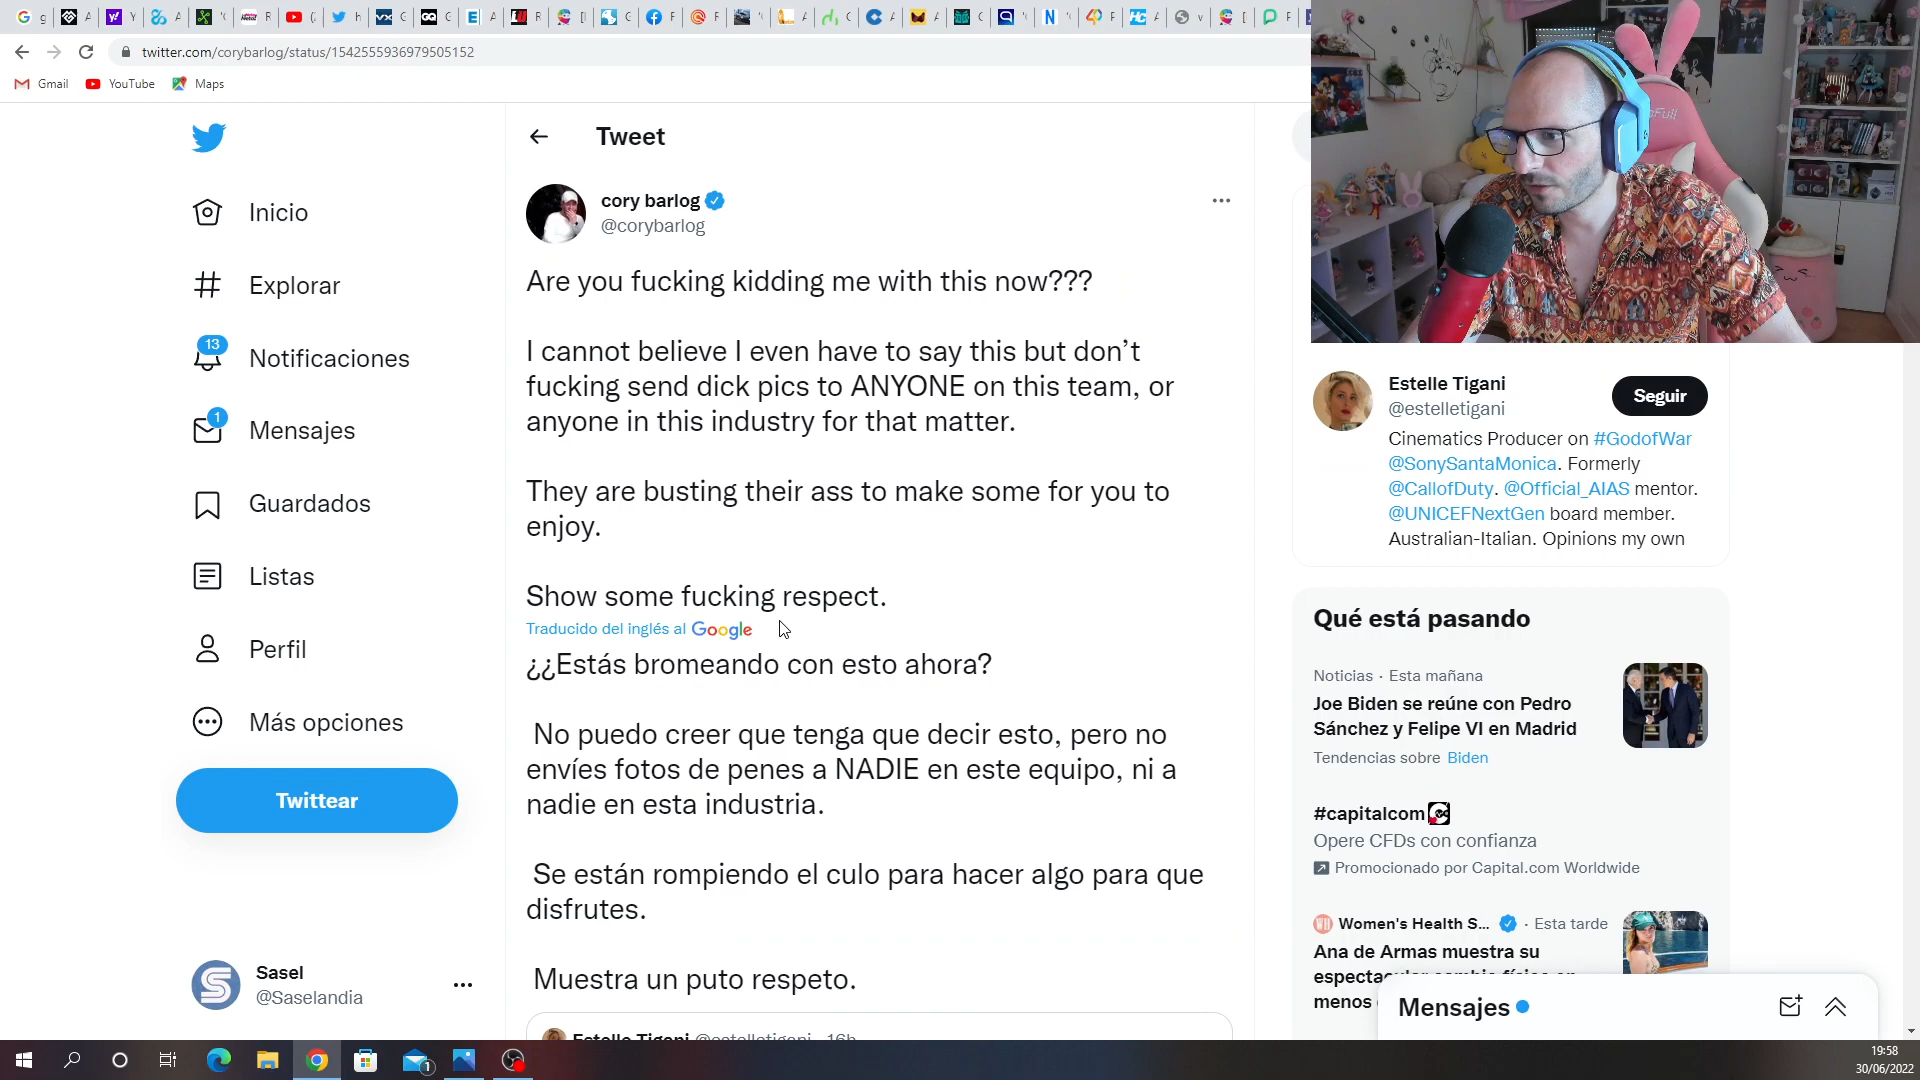 twitter.com/corybarlog/status/1542555936979505152
Gmail
YouTube
Maps
Tweet
cory barlog
@corybarlog
Are you fucking kidding me with this now???
I cannot believe I even have to say this but don’t
fucking send dick pics to ANYONE on this team, or
anyone in this industry for that matter.
They are busting their ass to make some for you to
enjoy.
Show some fucking respect.
Traducido del inglés al Google
¿¿Estás bromeando con esto ahora?
No puedo creer que tenga que decir esto, pero no
envíes fotos de penes a NADIE en este equipo, ni a
nadie en esta industria.
Se están rompiendo el culo para hacer algo para que
disfrutes.
Muestra un puto respeto.
Estelle Tigani @estelletigani · 16h
Inicio
Explorar
13
Notificaciones
1
Mensajes
Guardados
Listas
Perfil
Más opciones
Twittear
Sasel
@Saselandia
Estelle Tigani
@estelletigani
Seguir
Cinematics Producer on #GodofWar
@SonySantaMonica. Formerly
@CallofDuty. @Official_AIAS mentor.
@UNICEFNextGen board member.
Australian-Italian. Opinions my own
Qué está pasando
Noticias · Esta mañana
Joe Biden se reúne con Pedro
Sánchez y Felipe VI en Madrid
Tendencias sobre Biden
#capitalcom
Opere CFDs con confianza
Promocionado por Capital.com Worldwide
Women's Health S... · Esta tarde
Ana de Armas muestra su
menos
Mensajes
1
19:58
30/06/2022